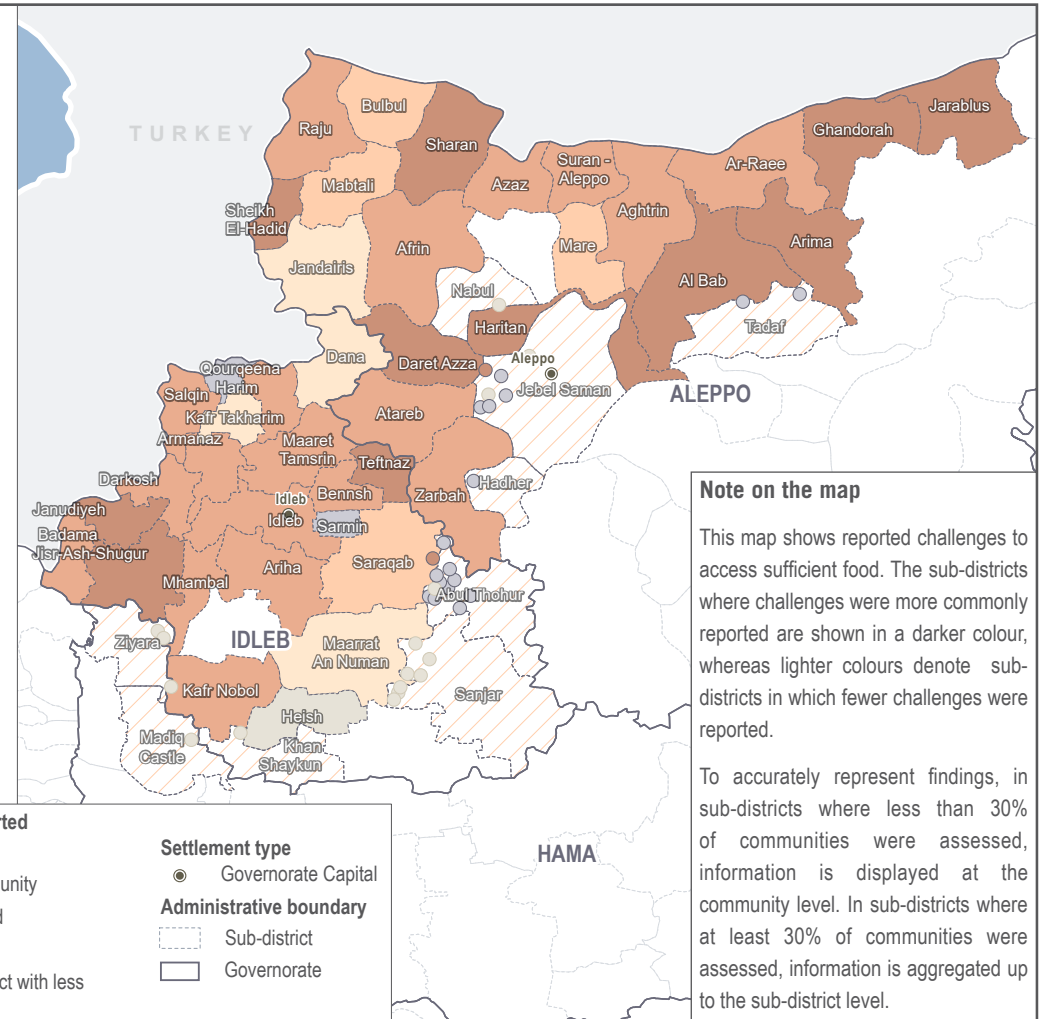 TURKEY
Bulbul
Raju
Sharan
Jarablus
Ghandorah
Suran -
Aleppo
Azaz
Ar-Raee
Mabtali
Aghtrin
Sheikh
El-Hadid
Afrin
Mare
Arima
Jandairis
Al Bab
Nabul
Tadaf
Haritan
Dana
Daret Azza
Aleppo
Jebel Saman
ALEPPO
Qourqeena
Harim
Salqin
Kafr Takharim
Atareb
Armanaz
Maaret
Tamsrin
Teftnaz
Darkosh
Hadher
Zarbah
Idleb
Bennsh
Janudiyeh
Idleb
Sarmin
Badama
Jisr-Ash-Shugur
Saraqab
Ariha
Mhambal
Abul Thohur
Ziyara
IDLEB
Maarrat
An Numan
Kafr Nobol
Sanjar
Heish
Madiq
Castle
Khan
Shaykun
HAMA
Note on the map
This map shows reported challenges to
access sufficient food. The sub-districts
where challenges were more commonly
reported are shown in a darker colour,
whereas lighter colours denote sub-
districts in which fewer challenges were
reported.
To accurately represent findings, in
sub-districts where less than 30%
of communities were assessed,
information is displayed at the
community level. In sub-districts where
at least 30% of communities were
assessed, information is aggregated up
to the sub-district level.
rted
unity
d
ct with less
Settlement type
Governorate Capital
Administrative boundary
Sub-district
Governorate